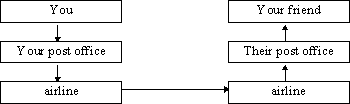 You
Your friend
Your post office
Their post office
airline
airline